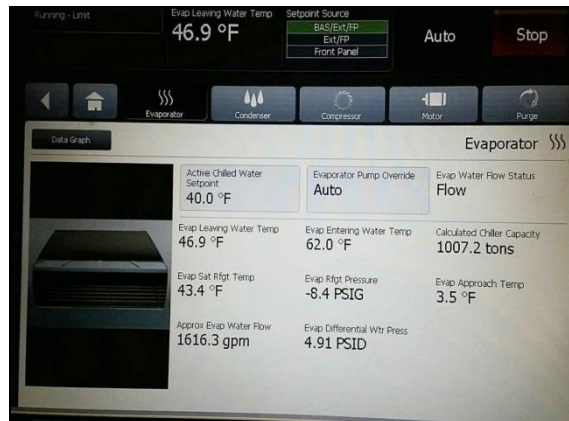 Running - Limit
Evap Leaving Water Temp
46.9 °F
Setpoint Source
BAS/Ext/FP
Ext/FP
Front Panel
Auto
Stop
Evaporator
Condenser
Compressor
Motor
Purge
Data Graph
Evaporator
Active Chilled Water
Setpoint
40.0 °F
Evaporator Pump Override
Auto
Evap Water Flow Status
Flow
Evap Leaving Water Temp
46.9 °F
Evap Entering Water Temp
62.0 °F
Calculated Chiller Capacity
1007.2 tons
Evap Sat Rfgt Temp
43.4 °F
Evap Rfgt Pressure
-8.4 PSIG
Evap Approach Temp
3.5 °F
Approx Evap Water Flow
1616.3 gpm
Evap Differential Wtr Press
4.91 PSID